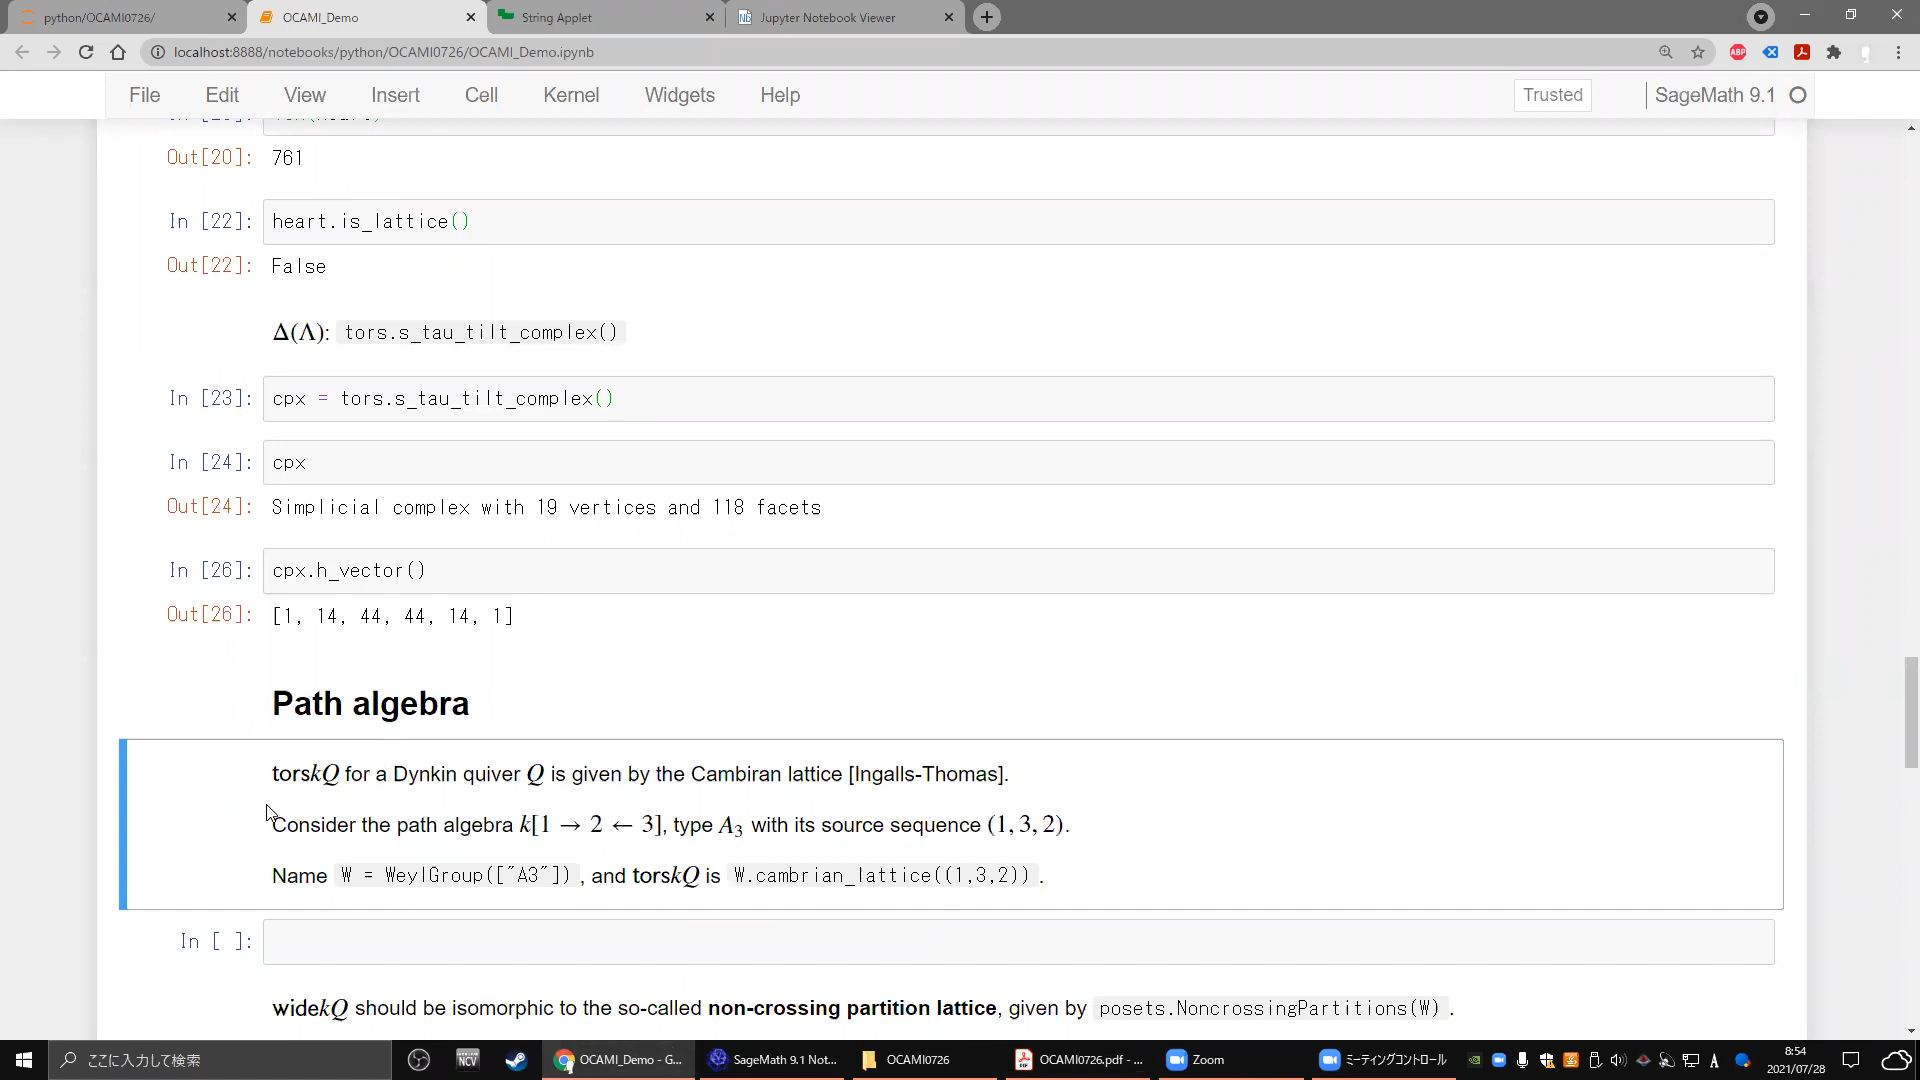 python/OCAMI0726/
OCAMI_Demo
String Applet
Jupyter Notebook Viewer
localhost:8888/notebooks/python/OCAMI0726/OCAMI_Demo.ipynb
File Edit View Insert Cell Kernel Widgets Help Trusted SageMath 9.1
Out[20]: 761
In [22]: heart.is_lattice()
Out[22]: False
Δ(Λ): tors.s_tau_tilt_complex()
In [23]: cpx = tors.s_tau_tilt_complex()
In [24]: cpx
Out[24]: Simplicial complex with 19 vertices and 118 facets
In [26]: cpx.h_vector()
Out[26]: [1, 14, 44, 44, 14, 1]
Path algebra
torskQ for a Dynkin quiver Q is given by the Cambiran lattice [Ingalls-Thomas].
Consider the path algebra k[1 → 2 ← 3], type A3 with its source sequence (1, 3, 2).
Name W = WeylGroup(["A3"]) , and torskQ is W.cambrian_lattice((1,3,2)) .
In [ ]:
widekQ should be isomorphic to the so-called non-crossing partition lattice, given by posets.NoncrossingPartitions(W) .
ここに入力して検索
OCAMI_Demo - G...
SageMath 9.1 Not...
OCAMI0726
OCAMI0726.pdf - ...
Zoom
ミーティングコントロール
A
8:54
2021/07/28